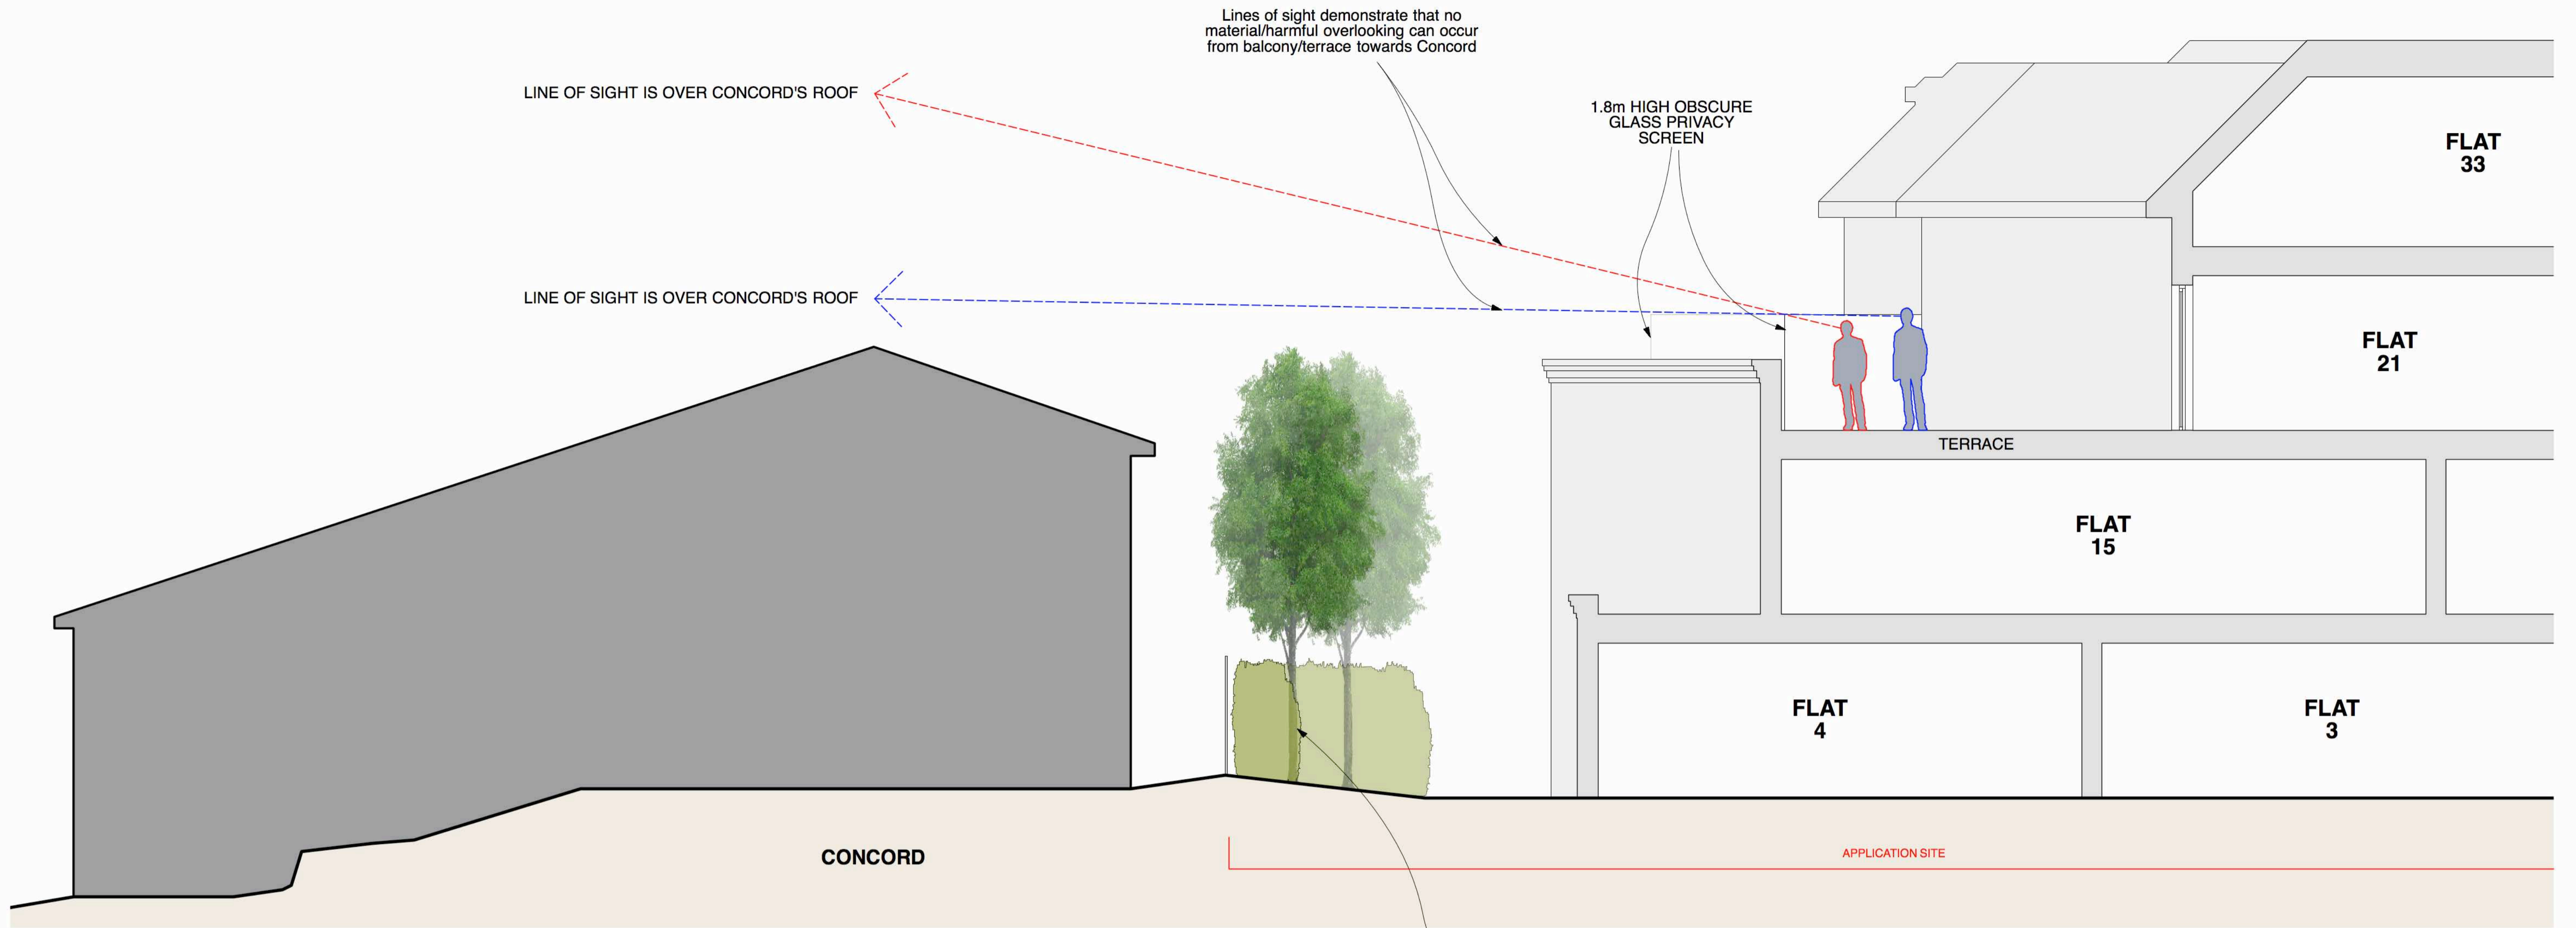 Lines of sight demonstrate that no
material/harmful overlooking can occur
from balcony/terrace towards Concord
LINE OF SIGHT IS OVER CONCORD'S ROOF
1.8m HIGH OBSCURE
GLASS PRIVACY
SCREEN
FLAT
33
LINE OF SIGHT IS OVER CONCORD'S ROOF
FLAT
21
TERRACE
FLAT
15
FLAT
4
FLAT
3
CONCORD
APPLICATION SITE